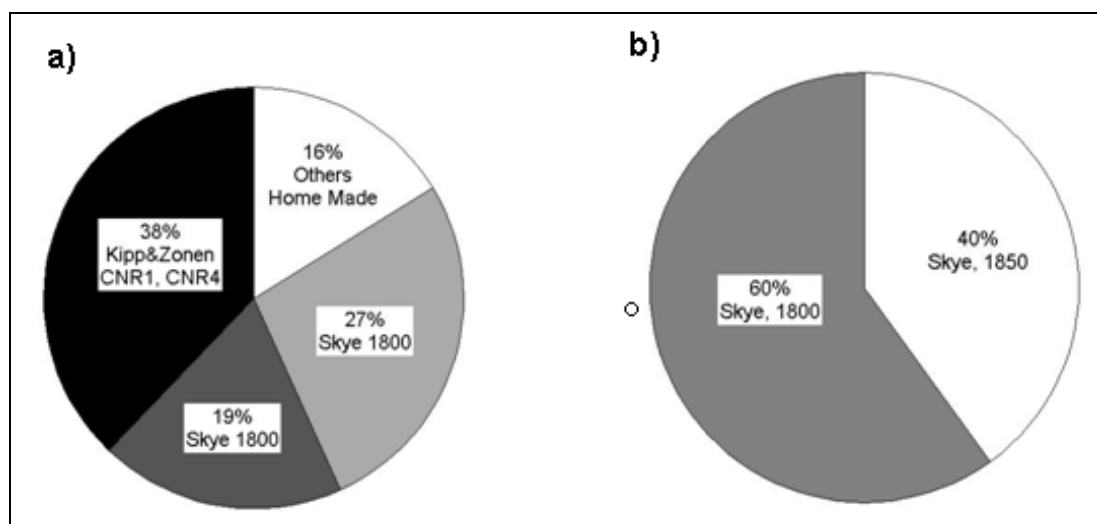 a)
16%
Others
Home Made
38%
Kipp&Zonen
CNR1, CNR4
27%
Skye 1800
19%
Skye 1800
b)
40%
Skye, 1850
60%
Skye, 1800